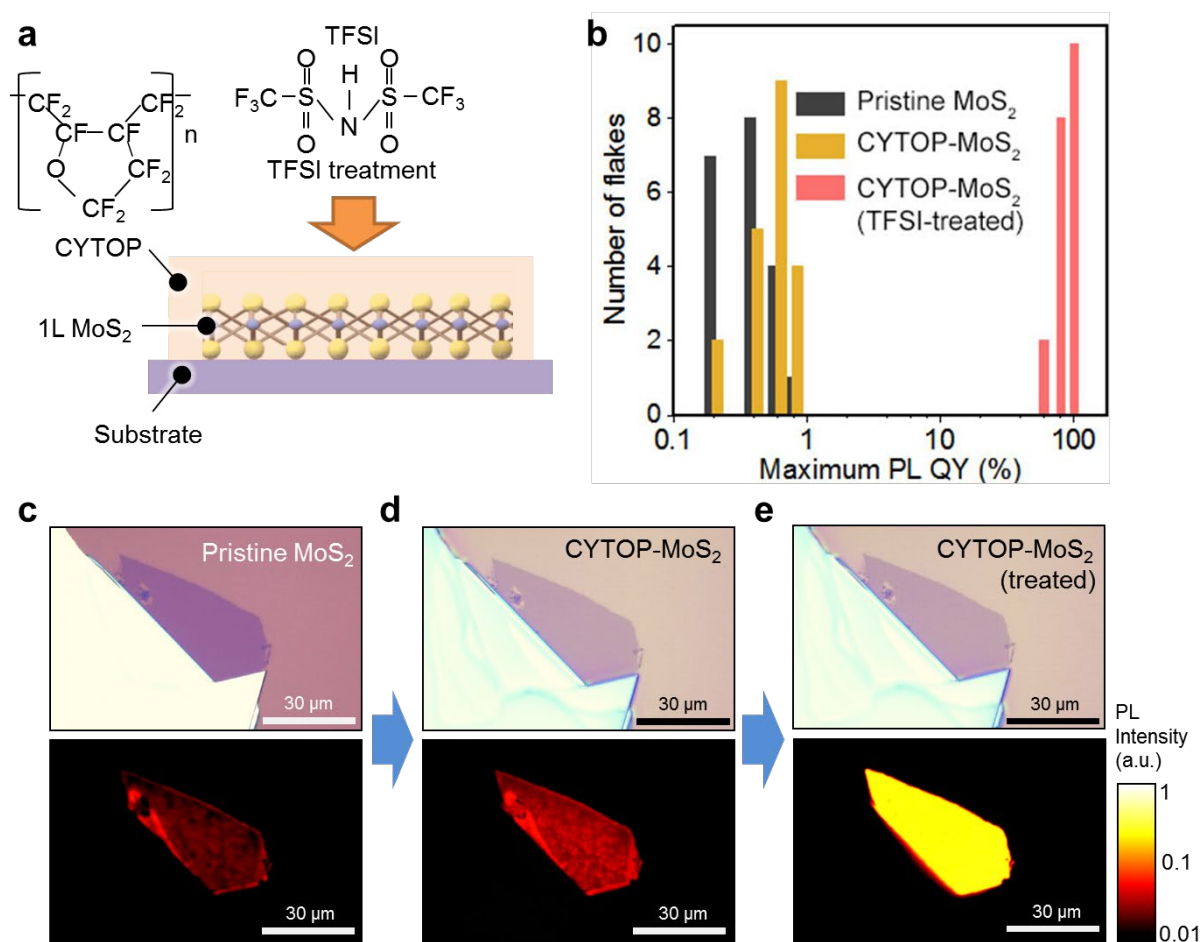 a
TFSI
O H O
F₃C S S CF₃
O N O
TFSI treatment
CF₂ CF₂
CF CF
O CF₂
CF₂
n
CYTOP
1L MoS₂
Substrate
b
10
8
6
4
2
0
Number of flakes
Pristine MoS₂
CYTOP-MoS₂
CYTOP-MoS₂
(TFSI-treated)
0.1 1 10 100
Maximum PL QY (%)
c
Pristine MoS₂
30 µm
30 µm
d
CYTOP-MoS₂
30 µm
30 µm
e
CYTOP-MoS₂
(treated)
30 µm
30 µm
PL
Intensity
(a.u.)
1
0.1
0.01